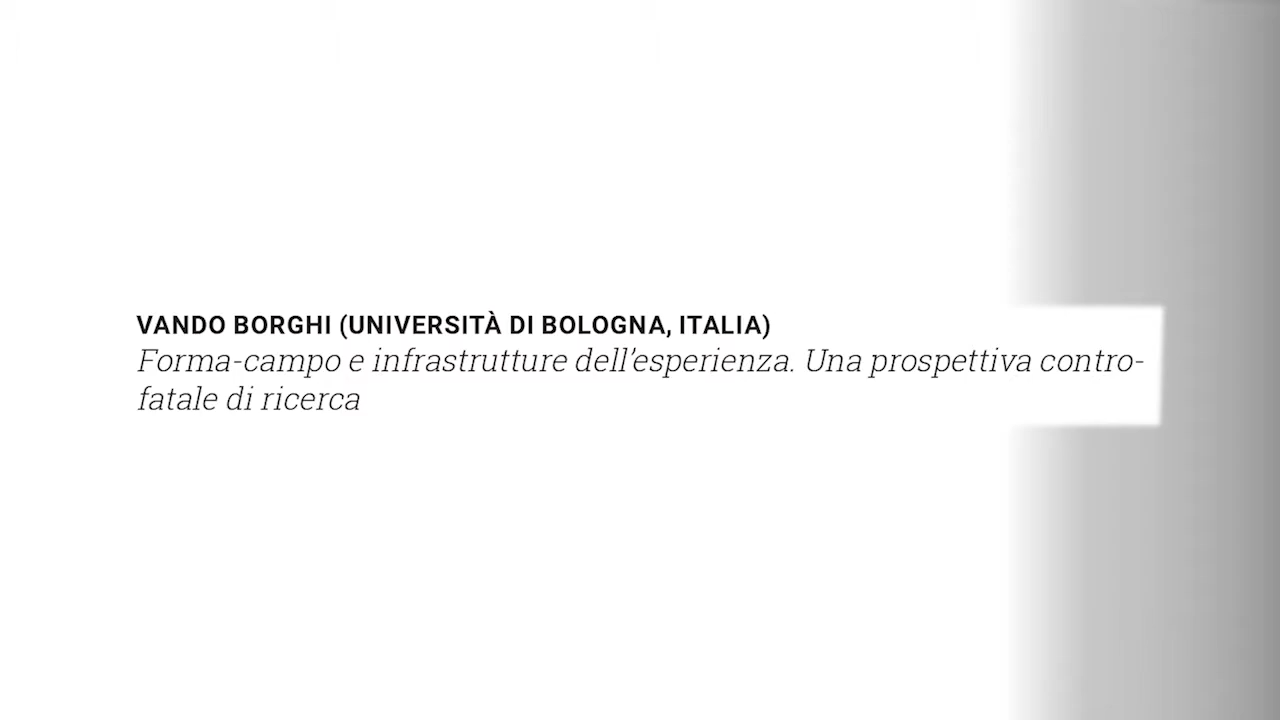 VANDO BORGHI (UNIVERSITÀ DI BOLOGNA, ITALIA)
Forma-campo e infrastrutture dell’esperienza. Una prospettiva contro-
fatale di ricerca